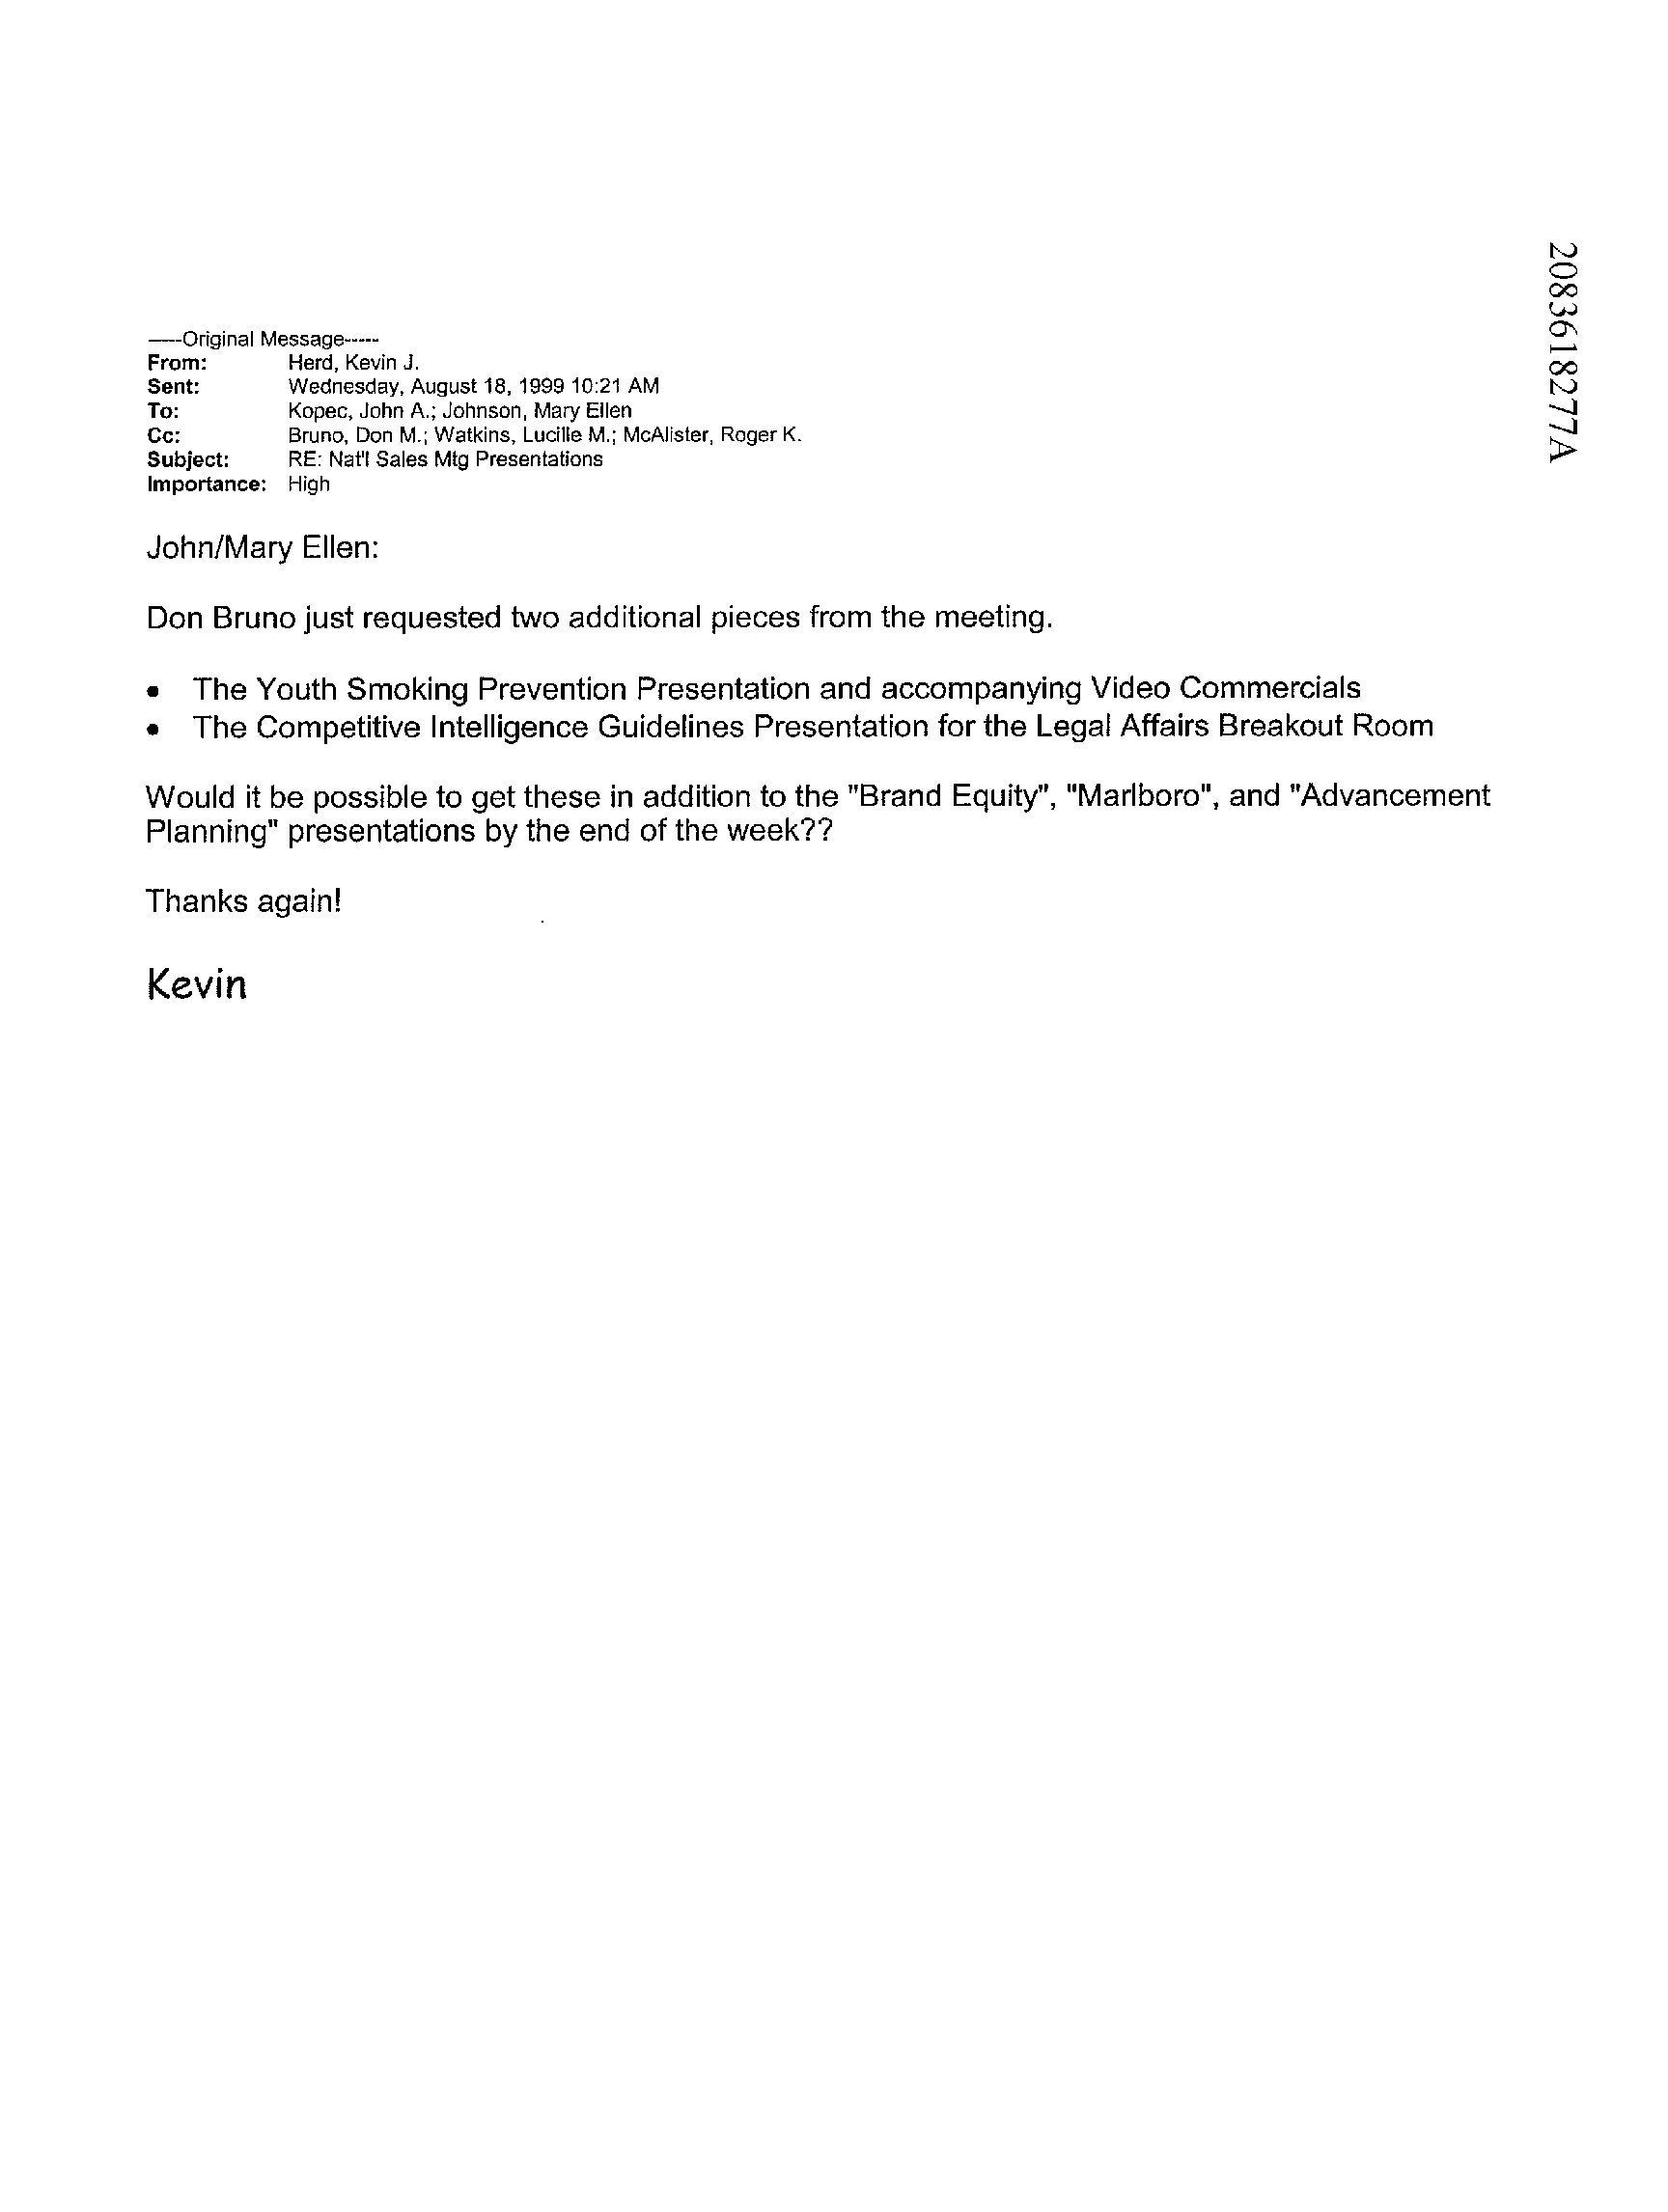 2083618277A
-----Original Message-----
From: Herd, Kevin J.
Sent: Wednesday, August 18, 1999 10:21 AM
To: Kopec, John A.; Johnson, Mary Ellen
Cc: Bruno, Don M.; Watkins, Lucille M.; McAlister, Roger K.
Subject: RE: Nat'l Sales Mtg Presentations
Importance: High
John/Mary Ellen:
Don Bruno just requested two additional pieces from the meeting.
• The Youth Smoking Prevention Presentation and accompanying Video Commercials
• The Competitive Intelligence Guidelines Presentation for the Legal Affairs Breakout Room
Would it be possible to get these in addition to the "Brand Equity", "Marlboro", and "Advancement
Planning" presentations by the end of the week??
Thanks again!
Kevin